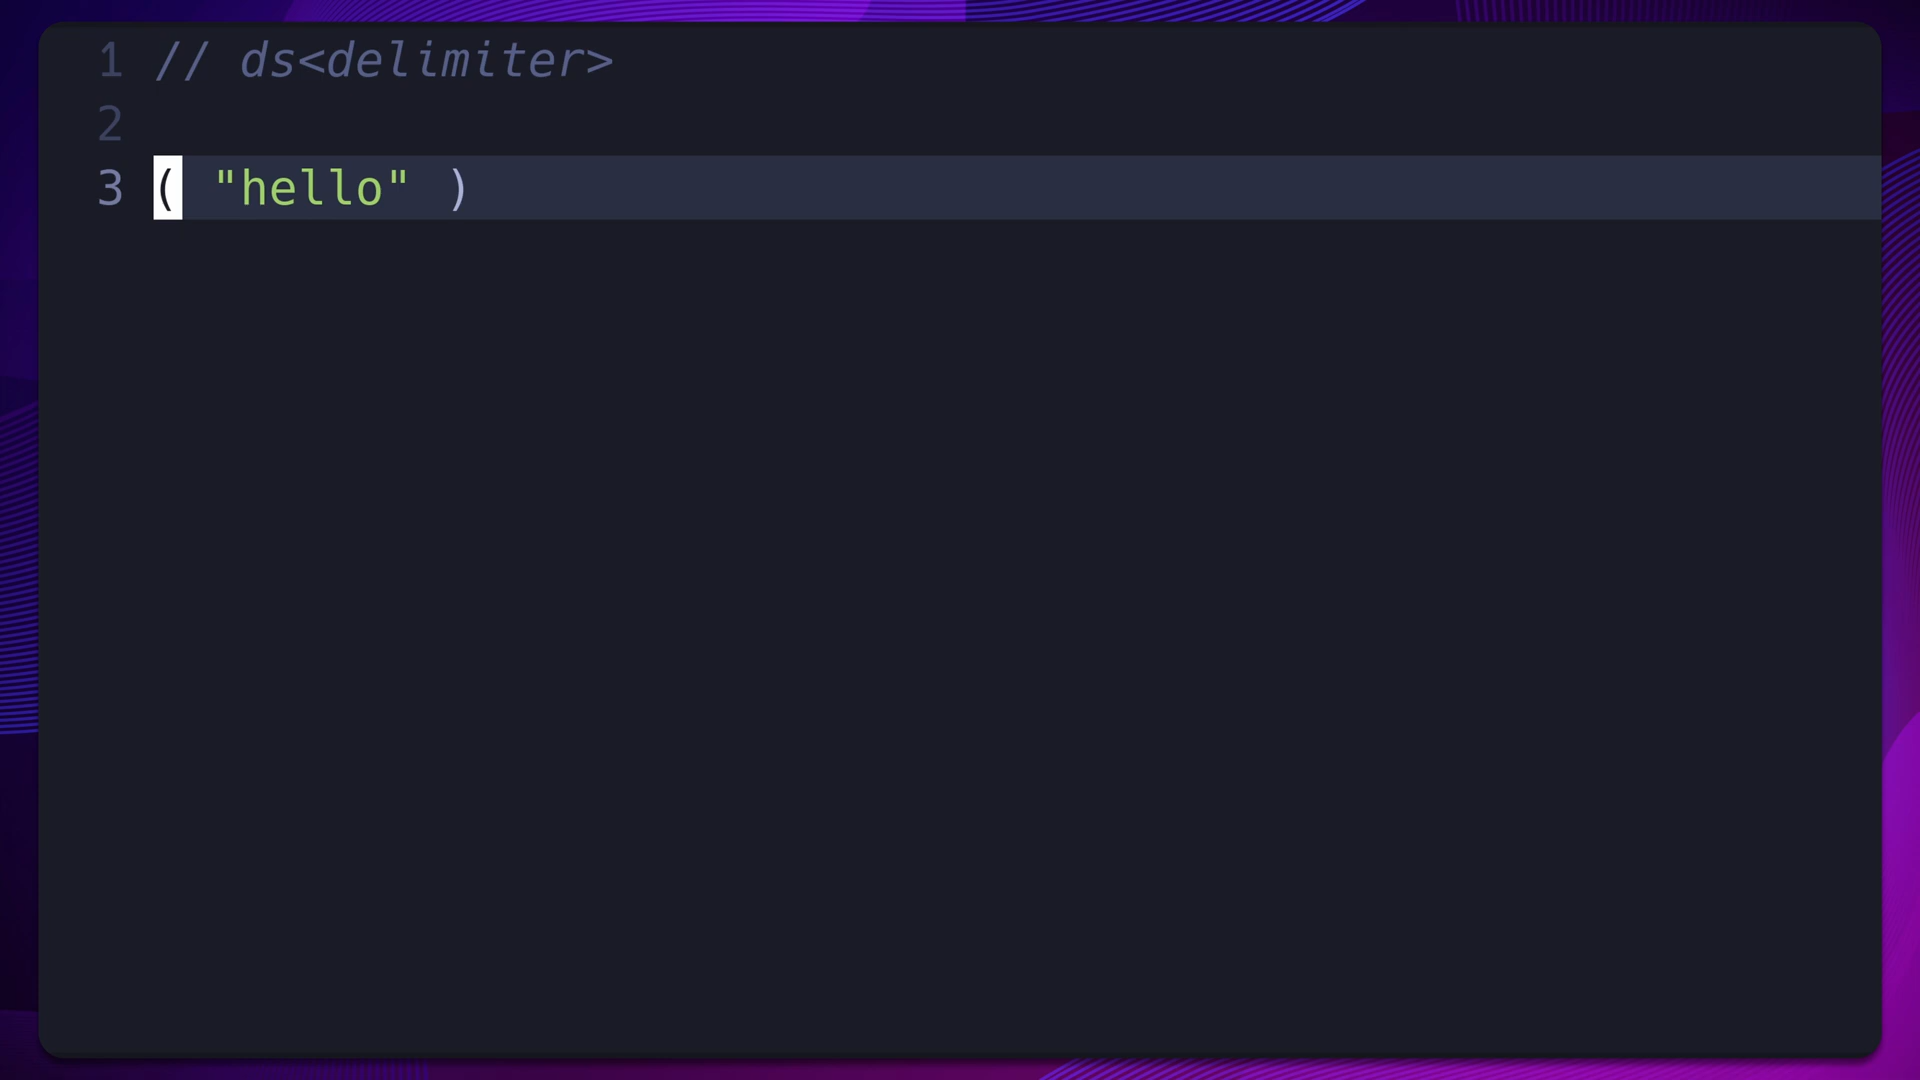 1 // ds<delimiter>
2
3 ( "hello" )